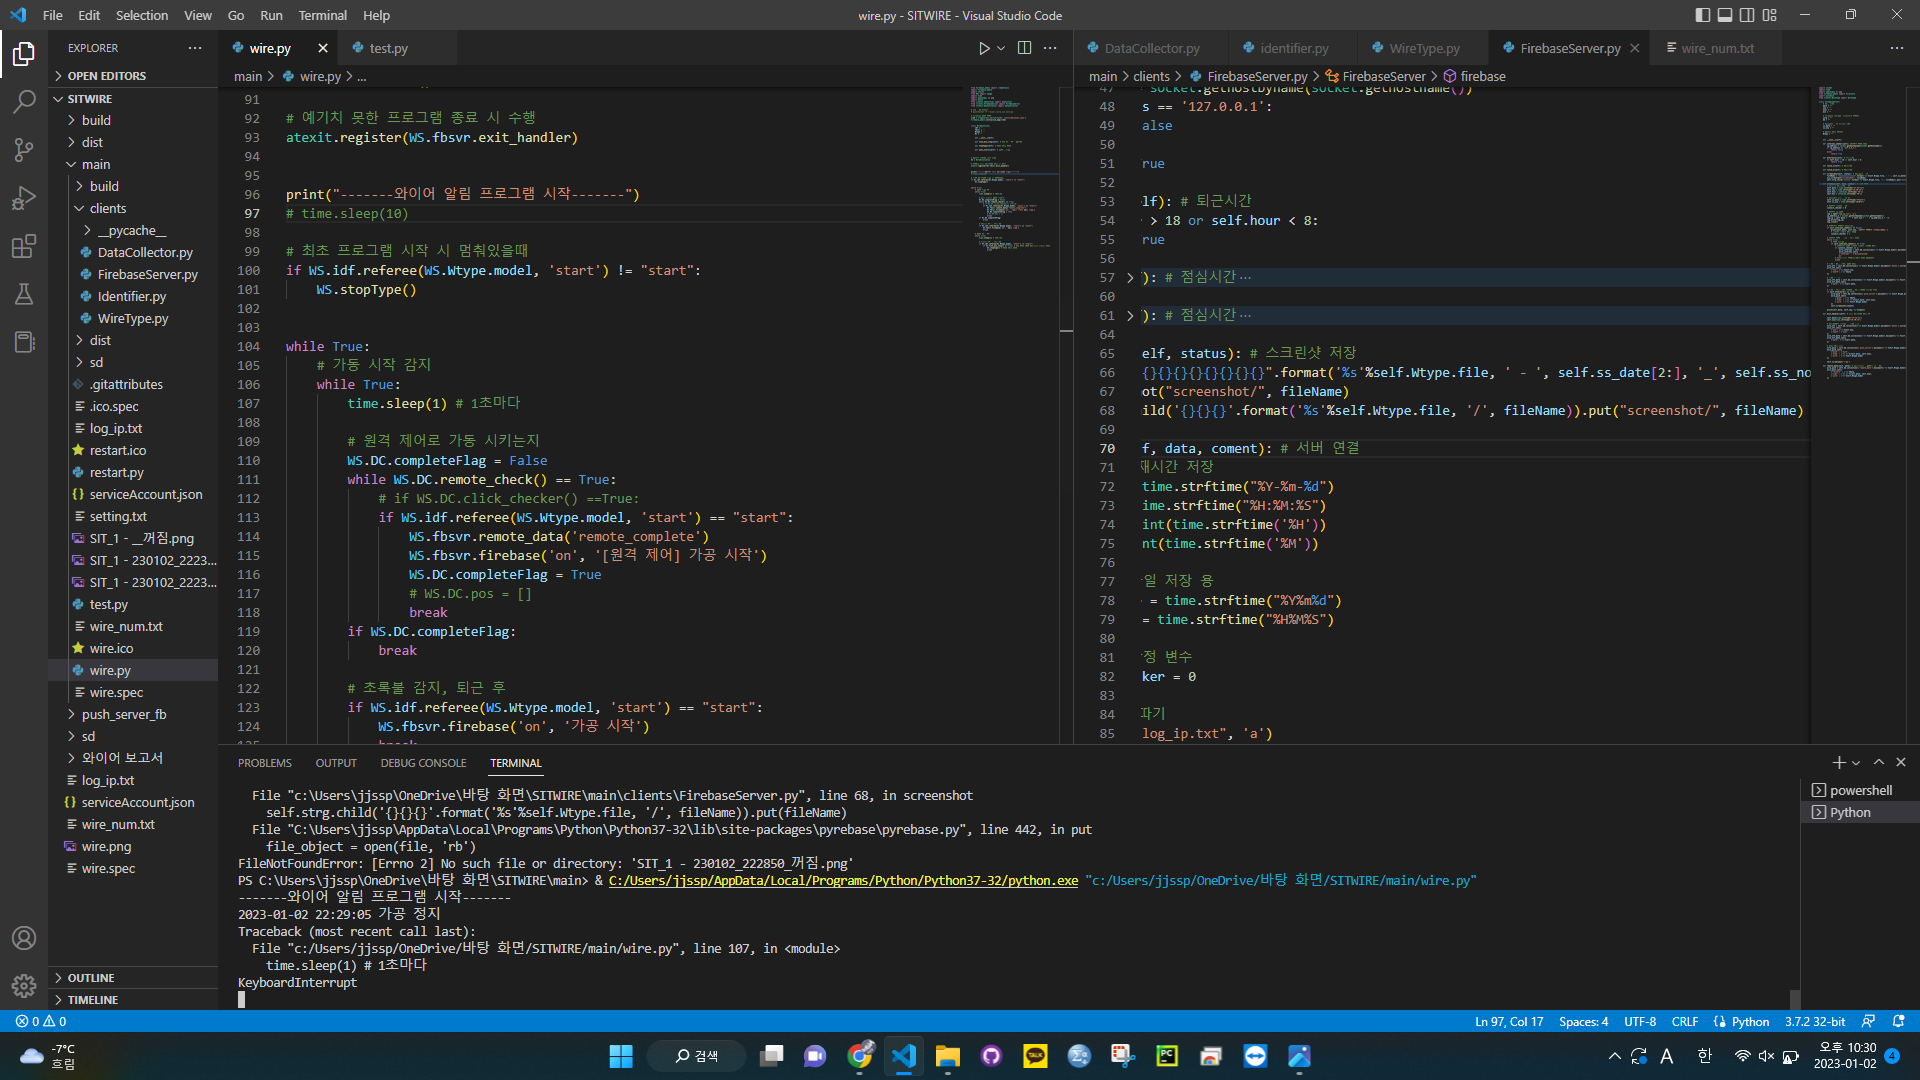 File Edit Selection View Go Run Terminal Help
wire.py - SITWIRE - Visual Studio Code
EXPLORER
OPEN EDITORS
SITWIRE
build
dist
main
build
clients
__pycache__
DataCollector.py
FirebaseServer.py
Identifier.py
WireType.py
dist
sd
.gitattributes
.ico.spec
log_ip.txt
restart.ico
restart.py
serviceAccount.json
setting.txt
SIT_1 - __꺼짐.png
SIT_1 - 230102_2223...
SIT_1 - 230102_2223...
test.py
wire_num.txt
wire.ico
wire.py
wire.spec
push_server_fb
sd
와이어 보고서
log_ip.txt
serviceAccount.json
wire_num.txt
wire.png
wire.spec
OUTLINE
TIMELINE
wire.py test.py
main > wire.py > ...
91
92 # 예기치 못한 프로그램 종료 시 수행
93 atexit.register(WS.fbsvr.exit_handler)
94
95
96 print("-------와이어 알림 프로그램 시작-------")
97 # time.sleep(10)
98
99 # 최초 프로그램 시작 시 멈춰있을때
100 if WS.idf.referee(WS.Wtype.model, 'start') != "start":
101 WS.stopType()
102
103
104 while True:
105 # 가동 시작 감지
106 while True:
107 time.sleep(1) # 1초마다
108
109 # 원격 제어로 가동 시키는지
110 WS.DC.completeFlag = False
111 while WS.DC.remote_check() == True:
112 # if WS.DC.click_checker() ==True:
113 if WS.idf.referee(WS.Wtype.model, 'start') == "start":
114 WS.fbsvr.remote_data('remote_complete')
115 WS.fbsvr.firebase('on', '[원격 제어] 가공 시작')
116 WS.DC.completeFlag = True
117 # WS.DC.pos = []
118 break
119 if WS.DC.completeFlag:
120 break
121
122 # 초록불 감지, 퇴근 후
123 if WS.idf.referee(WS.Wtype.model, 'start') == "start":
124 WS.fbsvr.firebase('on', '가공 시작')
125 break
DataCollector.py identifier.py WireType.py FirebaseServer.py wire_num.txt
main > clients > FirebaseServer.py > FirebaseServer > firebase
47 socket.gethostbyname(socket.gethostname())
48 s == '127.0.0.1':
49 alse
50
51 rue
52
53 lf): # 퇴근시간
54 > 18 or self.hour < 8:
55 rue
56
57 ): # 점심시간 ...
60
61 ): # 점심시간 ...
64
65 elf, status): # 스크린샷 저장
66 {}{}{}{}{}{}{}{}".format('%s'%self.Wtype.file, ' - ', self.ss_date[2:], '_', self.ss_no
67 ot("screenshot/", fileName)
68 ild('{}{}{}'.format('%s'%self.Wtype.file, '/', fileName)).put("screenshot/", fileName)
69
70 f, data, coment): # 서버 연결
71 재시간 저장
72 time.strftime("%Y-%m-%d")
73 ime.strftime("%H:%M:%S")
74 int(time.strftime('%H'))
75 nt(time.strftime('%M'))
76
77 일 저장 용
78 = time.strftime("%Y%m%d")
79 = time.strftime("%H%M%S")
80
81 정 변수
82 ker = 0
83
84 따기
85 log_ip.txt", 'a')
PROBLEMS OUTPUT DEBUG CONSOLE TERMINAL
File "c:\Users\jjssp\OneDrive\바탕 화면\SITWIRE\main\clients\FirebaseServer.py", line 68, in screenshot
self.strg.child('{}{}{}'.format('%s'%self.Wtype.file, '/', fileName)).put(fileName)
File "C:\Users\jjssp\AppData\Local\Programs\Python\Python37-32\lib\site-packages\pyrebase\pyrebase.py", line 442, in put
file_object = open(file, 'rb')
FileNotFoundError: [Errno 2] No such file or directory: 'SIT_1 - 230102_222850_꺼짐.png'
PS C:\Users\jjssp\OneDrive\바탕 화면\SITWIRE\main> & C:/Users/jjssp/AppData/Local/Programs/Python/Python37-32/python.exe "c:/Users/jjssp/OneDrive/바탕 화면/SITWIRE/main/wire.py"
-------와이어 알림 프로그램 시작-------
2023-01-02 22:29:05 가공 정지
Traceback (most recent call last):
File "c:/Users/jjssp/OneDrive/바탕 화면/SITWIRE/main/wire.py", line 107, in <module>
time.sleep(1) # 1초마다
KeyboardInterrupt
powershell
Python
0 0
Ln 97, Col 17 Spaces: 4 UTF-8 CRLF Python 3.7.2 32-bit
-7°C
흐림
검색
TALK
PC
A 한
오후 10:30
2023-01-02
4